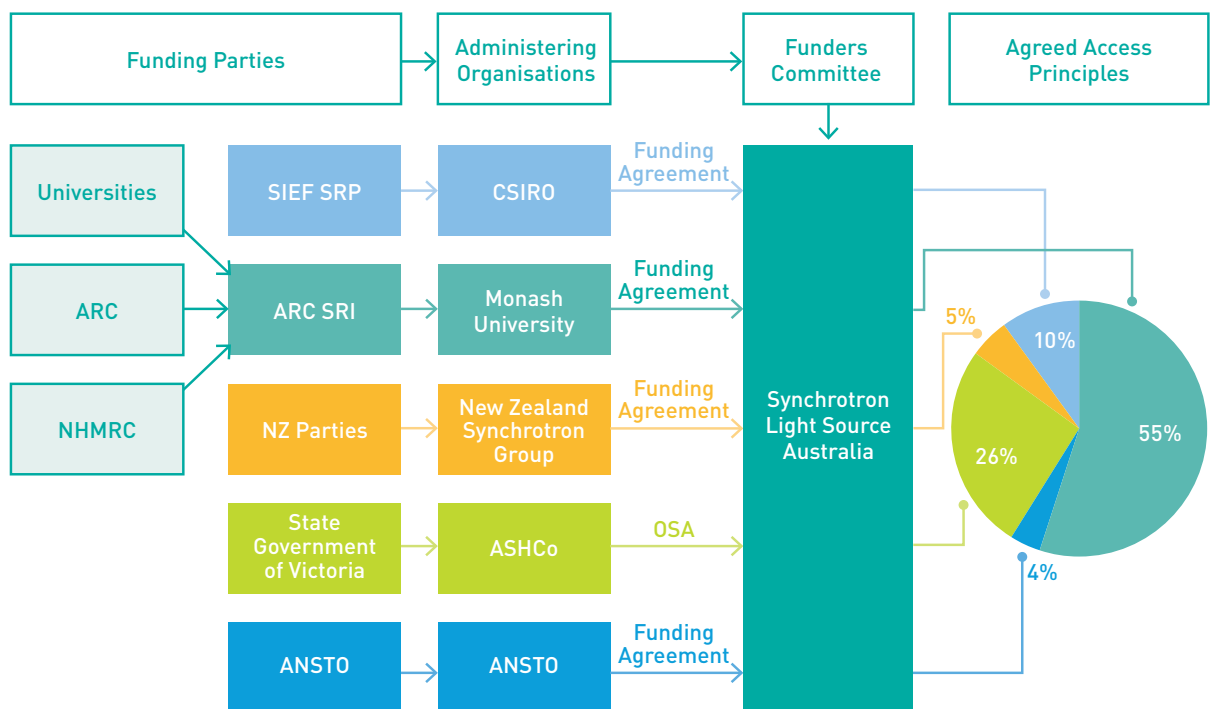 Funding Parties
Administering
Organisations
Funders
Committee
Agreed Access
Principles
Universities
SIEF SRP
CSIRO
Funding
Agreement
ARC
ARC SRI
Monash
University
Funding
Agreement
NHMRC
NZ Parties
New Zealand
Synchrotron
Group
Funding
Agreement
State
Government
of Victoria
ASHCo
OSA
ANSTO
ANSTO
Funding
Agreement
Synchrotron
Light Source
Australia
5%
10%
55%
26%
4%